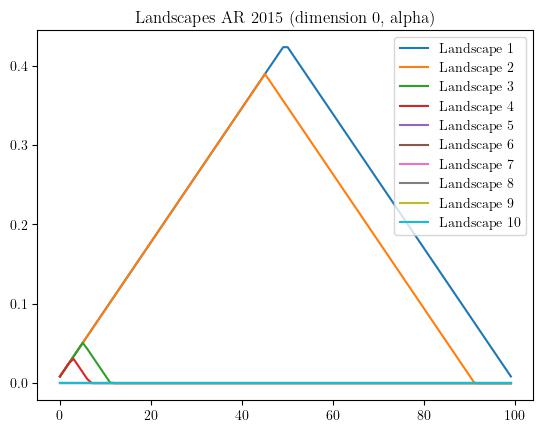 Landscapes AR 2015 (dimension 0, alpha)
Landscape 1
Landscape 2
Landscape 3
Landscape 4
Landscape 5
Landscape 6
Landscape 7
Landscape 8
Landscape 9
Landscape 10
0.4
0.3
0.2
0.1
0.0
0 20 40 60 80 100